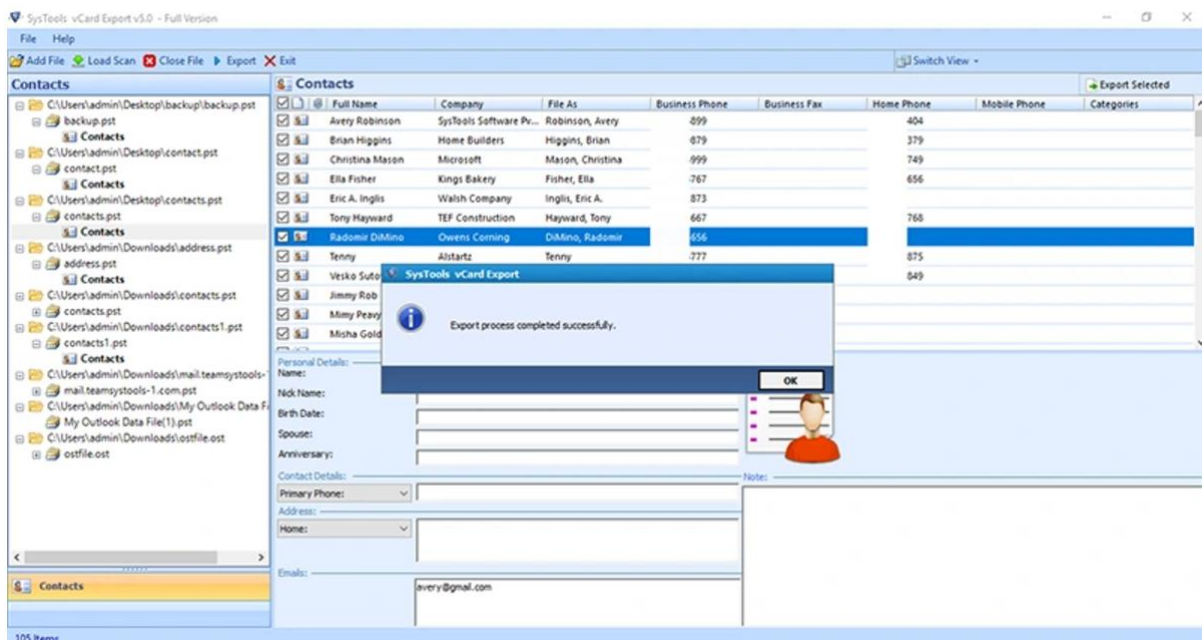 SysTools vCard Export v5.0 - Full Version
File Help
Add File Load Scan Close File Export Exit Switch View
Contacts
C:\Users\admin\Desktop\backup\backup.pst
backup.pst
Contacts
C:\Users\admin\Desktop\contact.pst
contact.pst
Contacts
C:\Users\admin\Desktop\contacts.pst
contacts.pst
Contacts
C:\Users\admin\Downloads\address.pst
address.pst
Contacts
C:\Users\admin\Downloads\contacts.pst
contacts.pst
C:\Users\admin\Downloads\contacts1.pst
contacts1.pst
Contacts
C:\Users\admin\Downloads\mail.teamsystools-
mail.teamsystools-1.com.pst
C:\Users\admin\Downloads\My Outlook Data Fi
My Outlook Data File(1).pst
C:\Users\admin\Downloads\ostfile.ost
ostfile.ost
Contacts
105 Items
Contacts Export Selected
Full Name Company File As Business Phone Business Fax Home Phone Mobile Phone Categories
Avery Robinson SysTools Software Pv... Robinson, Avery 899 404
Brian Higgins Home Builders Higgins, Brian 879 379
Christina Mason Microsoft Mason, Christina 999 749
Ella Fisher Kings Bakery Fisher, Ella 767 656
Eric A. Inglis Walsh Company Inglis, Eric A. 873
Tony Hayward TEF Construction Hayward, Tony 667 768
Radomir DiMino Owens Corning DiMino, Radomir 656
Tenny Alstartz Tenny 777 875
Vesko Suto 849
Jimmy Rob
Mimy Peavy
Misha Gold
SysTools vCard Export
Export process completed successfully.
OK
Personal Details:
Name:
Nick Name:
Birth Date:
Spouse:
Anniversary:
Contact Details:
Primary Phone:
Address:
Home:
Emails:
avery@gmail.com
Note: